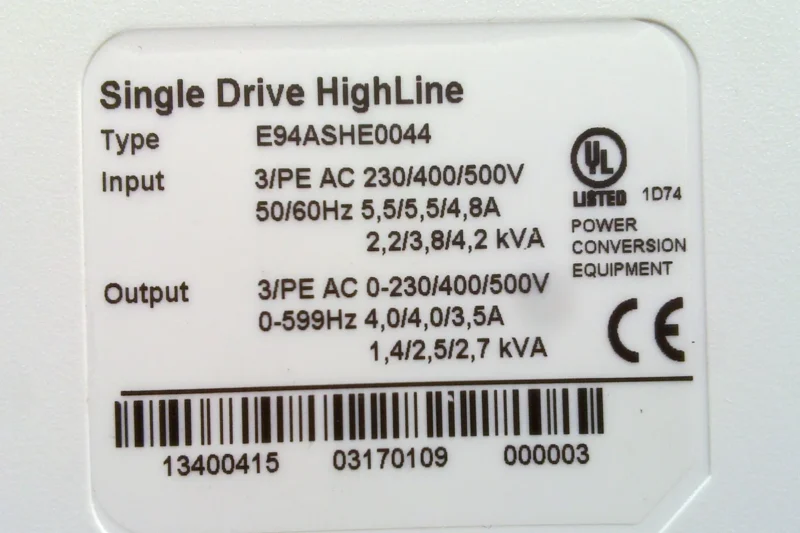 Single Drive HighLine
Type E94ASHE0044
Input 3/PE AC 230/400/500V
50/60Hz 5,5/5,5/4,8A
2,2/3,8/4,2 kVA
Output 3/PE AC 0-230/400/500V
0-599Hz 4,0/4,0/3,5A
1,4/2,5/2,7 kVA
UL
LISTED 1D74
POWER
CONVERSION
EQUIPMENT
CE
13400415 03170109 000003